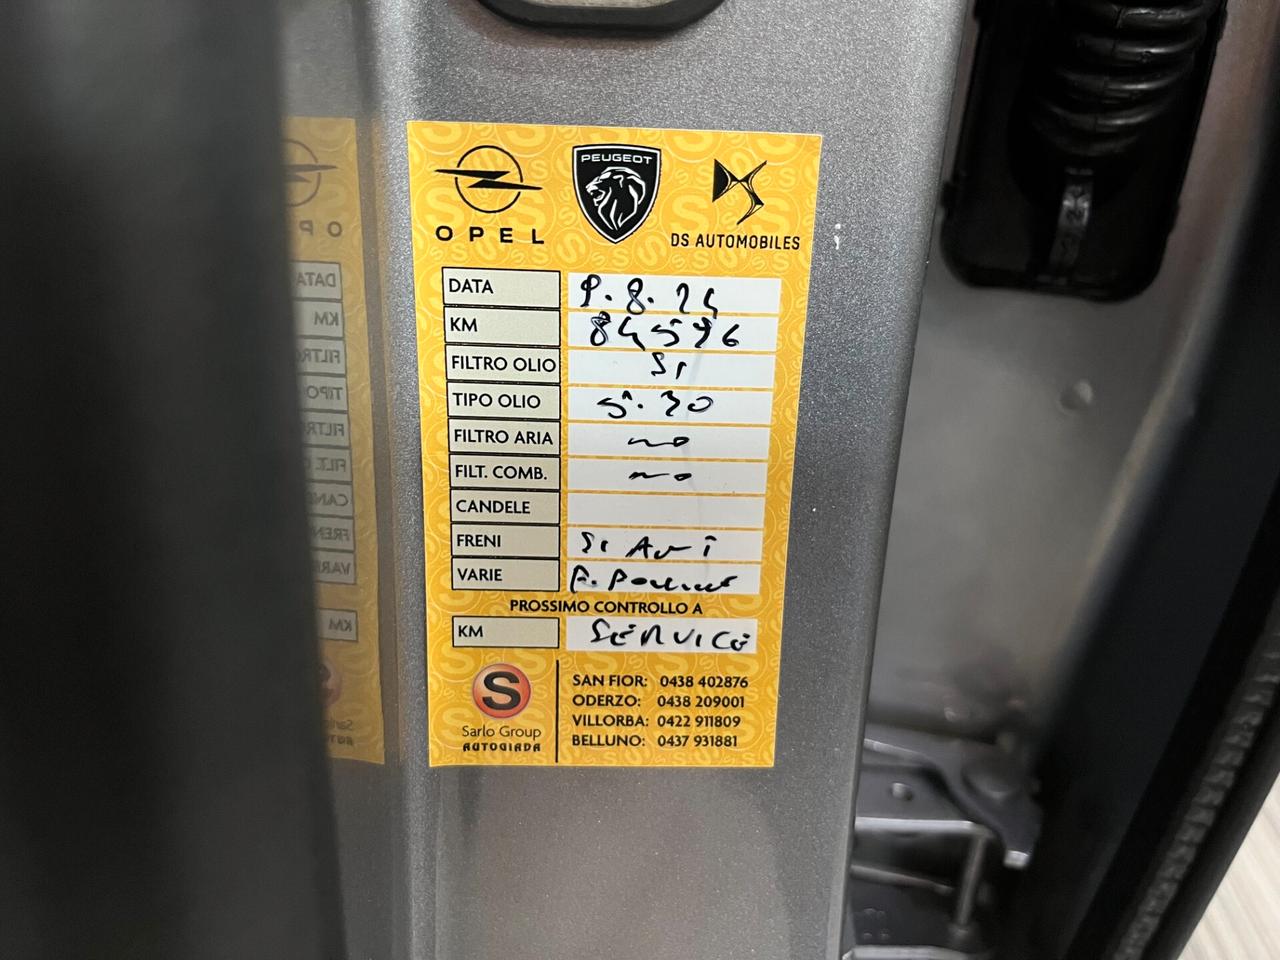 OPEL
PEUGEOT
DS AUTOMOBILES
DATA 9.8.24
KM 84596
FILTRO OLIO SI
TIPO OLIO 5.30
FILTRO ARIA no
FILT. COMB. no
CANDELE
FRENI SI Anti
VARIE F.
PROSSIMO CONTROLLO A
KM SERVICE
S
Sarlo Group
AUTOGIADA
SAN FIOR: 0438 402876
ODERZO: 0438 209001
VILLORBA: 0422 911809
BELLUNO: 0437 931881